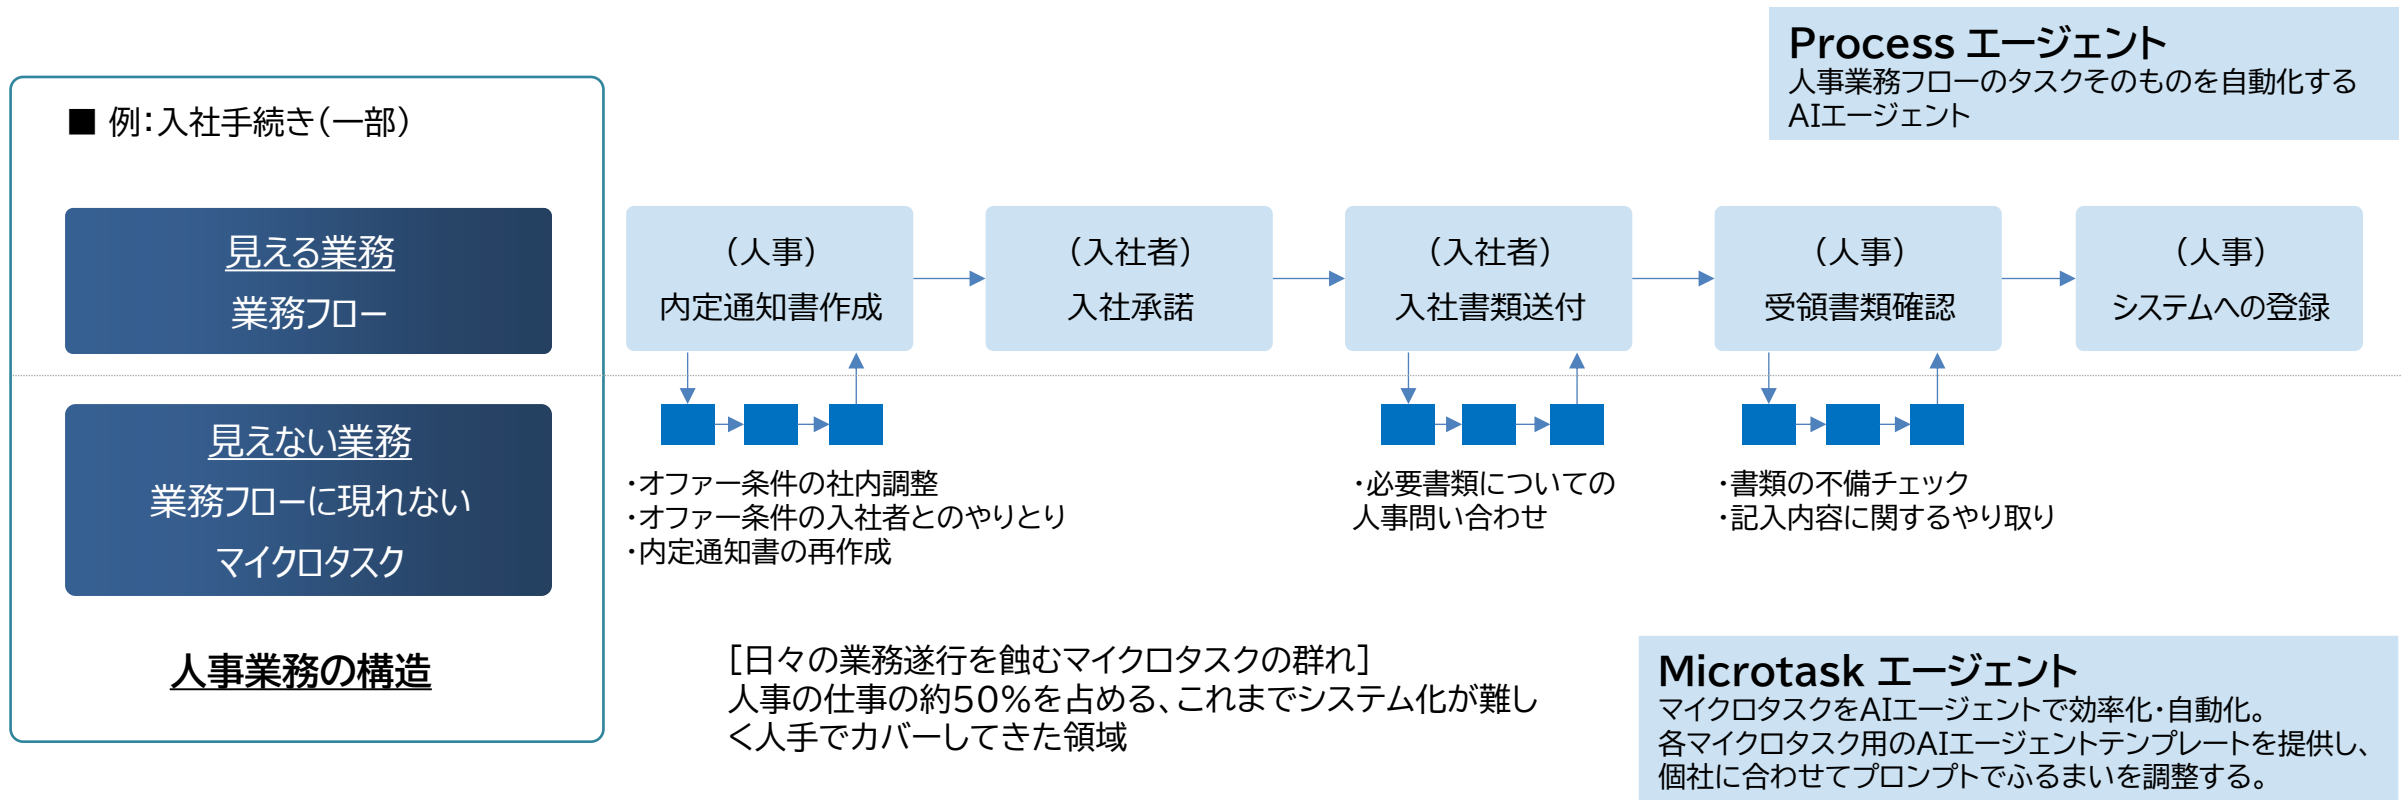 Process エージェント
人事業務フローのタスクそのものを自動化する
AIエージェント
■ 例：入社手続き（一部）
見える業務
業務フロー
（人事）
内定通知書作成
（入社者）
入社承諾
（入社者）
入社書類送付
（人事）
受領書類確認
（人事）
システムへの登録
見えない業務
業務フローに現れない
マイクロタスク
・オファー条件の社内調整
・オファー条件の入社者とのやりとり
・内定通知書の再作成
・必要書類についての
人事問い合わせ
・書類の不備チェック
・記入内容に関するやり取り
人事業務の構造
［日々の業務遂行を蝕むマイクロタスクの群れ］
人事の仕事の約50％を占める、これまでシステム化が難し
く人手でカバーしてきた領域
Microtask エージェント
マイクロタスクをAIエージェントで効率化・自動化。
各マイクロタスク用のAIエージェントテンプレートを提供し、
個社に合わせてプロンプトでふるまいを調整する。